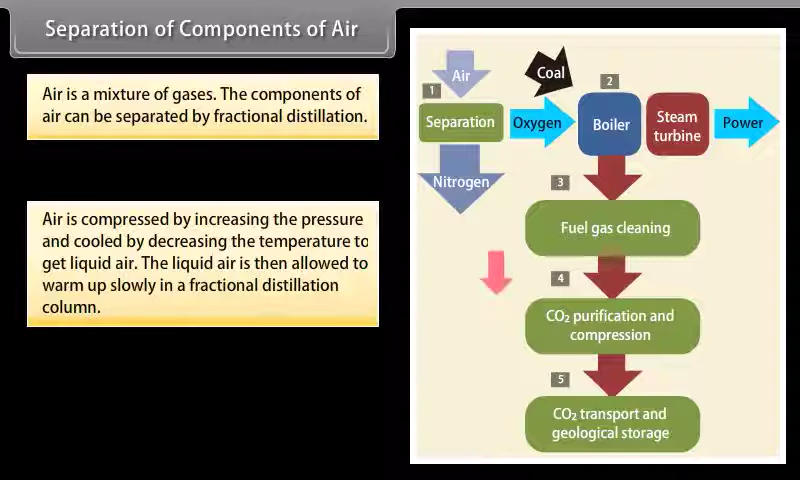 Separation of Components of Air
Air is a mixture of gases. The components of
air can be separated by fractional distillation.
Air is compressed by increasing the pressure
and cooled by decreasing the temperature to
get liquid air. The liquid air is then allowed to
warm up slowly in a fractional distillation
column.
Air
Coal
1
2
Separation
Oxygen
Boiler
Steam
turbine
Power
Nitrogen
3
Fuel gas cleaning
4
CO₂ purification and
compression
5
CO₂ transport and
geological storage